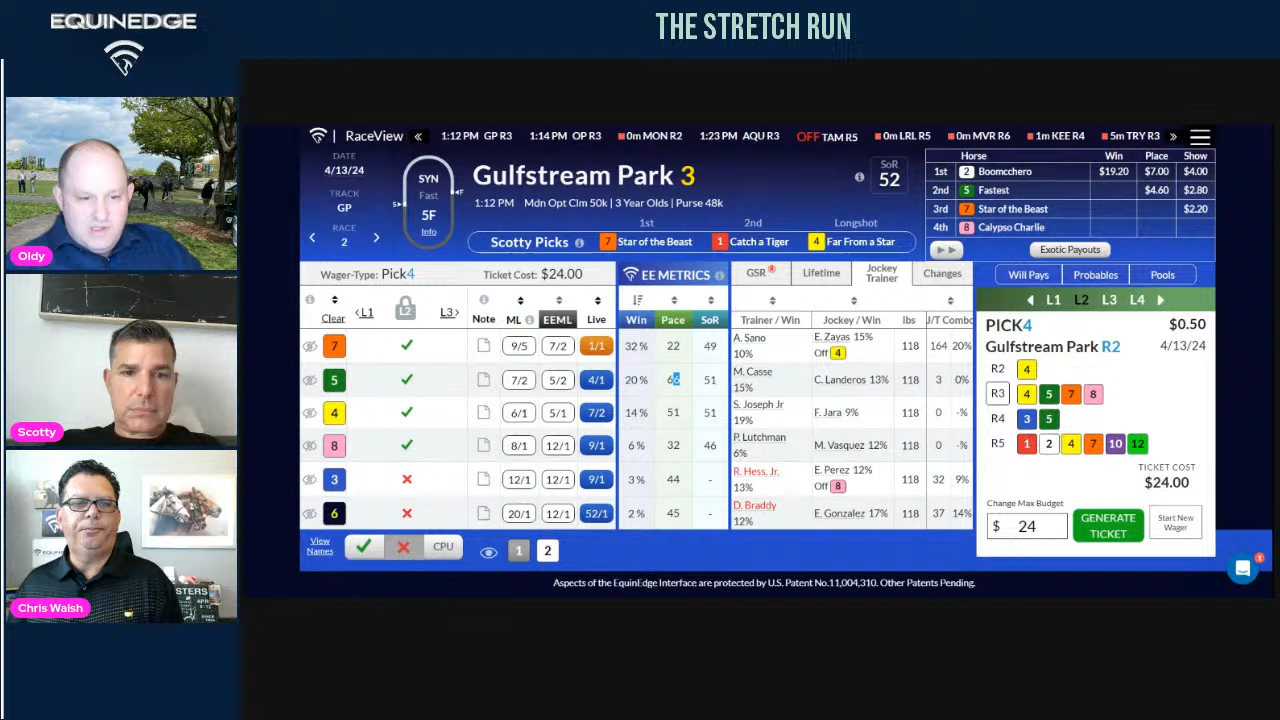 EQUINEDGE
THE STRETCH RUN
Oldy
Scotty
Chris Walsh
RaceView « 1:12 PM GP R3 1:14 PM OP R3 0m MON R2 1:23 PM AQU R3 OFF TAM R5 0m LRL R5 0m MVR R6 1m KEE R4 5m TRY R3 »
DATE
4/13/24
TRACK
GP
RACE
2
SYN
Fast
5F
Info
S
F
Gulfstream Park 3
1:12 PM Mdn Opt Clm 50k | 3 Year Olds | Purse 48k
SoR
52
1st 2nd Longshot
Scotty Picks 7 Star of the Beast 1 Catch a Tiger 4 Far From a Star
Horse Win Place Show
1st 2 Boomcchero $19.20 $7.00 $4.00
2nd 5 Fastest $4.60 $2.80
3rd 7 Star of the Beast $2.20
4th 8 Calypso Charlie
Exotic Payouts
Wager-Type: Pick4 Ticket Cost: $24.00
EE METRICS
GSR Lifetime Jockey Trainer Changes
Will Pays Probables Pools
Clear <L1 L2 L3> Note ML EEML Live Win Pace SoR Trainer / Win Jockey / Win lbs J/T Combo
7 9/5 7/2 1/1 32% 22 49 A. Sano 10% E. Zayas 15% Off 4 118 164 20%
5 7/2 5/2 4/1 20% 66 51 M. Casse 15% C. Landeros 13% 118 3 0%
4 6/1 5/1 7/2 14% 51 51 S. Joseph Jr 19% F. Jara 9% 118 0 -%
8 8/1 12/1 9/1 6% 32 46 P. Lutchman 6% M. Vasquez 12% 118 0 -%
3 12/1 12/1 9/1 3% 44 - R. Hess, Jr. 13% E. Perez 12% Off 8 118 32 9%
6 20/1 12/1 52/1 2% 45 - D. Braddy 12% E. Gonzalez 17% 118 37 14%
View Names
CPU
1 2
L1 L2 L3 L4
PICK4 $0.50
Gulfstream Park R2 4/13/24
R2 4
R3 4 5 7 8
R4 3 5
R5 1 2 4 7 10 12
TICKET COST
$24.00
Change Max Budget
$ 24
GENERATE TICKET
Start New Wager
1
Aspects of the EquinEdge Interface are protected by U.S. Patent No.11,004,310. Other Patents Pending.